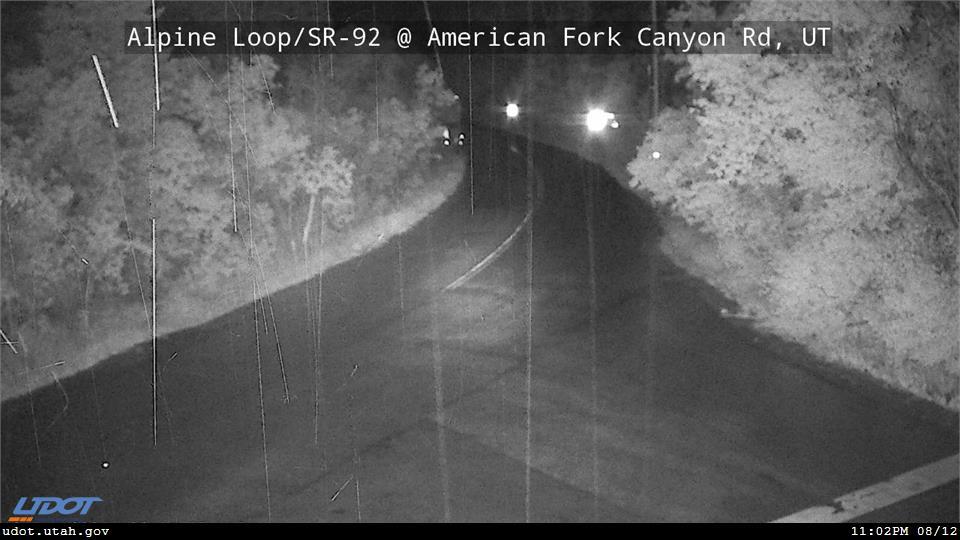 Alpine Loop/SR-92 @ American Fork Canyon Rd, UT
UDOT
udot.utah.gov
11:02PM 08/12